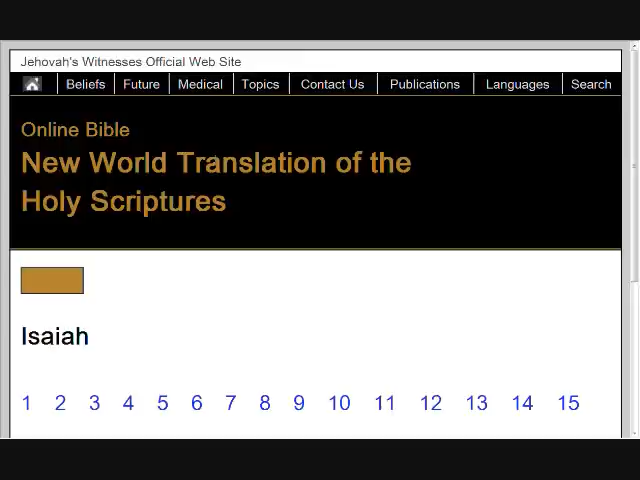 Jehovah's Witnesses Official Web Site
Beliefs Future Medical Topics Contact Us Publications Languages Search
Online Bible
New World Translation of the
Holy Scriptures
Isaiah
1 2 3 4 5 6 7 8 9 10 11 12 13 14 15